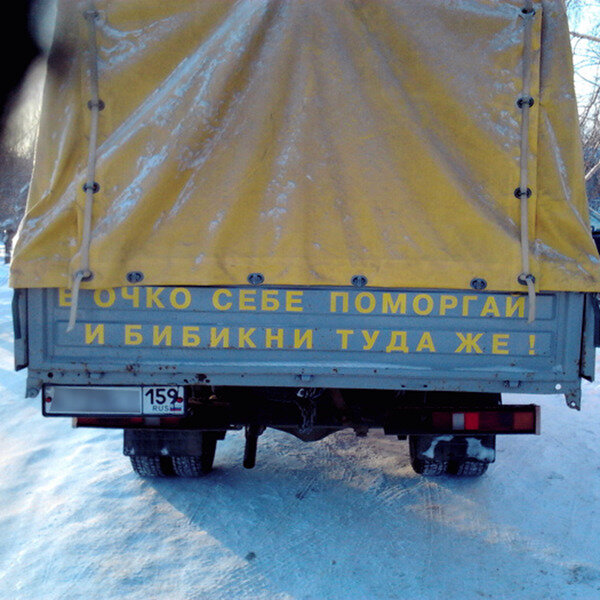 В ОЧКО СЕБЕ ПОМОРГАЙ
И БИБИКНИ ТУДА ЖЕ !
159
RUS